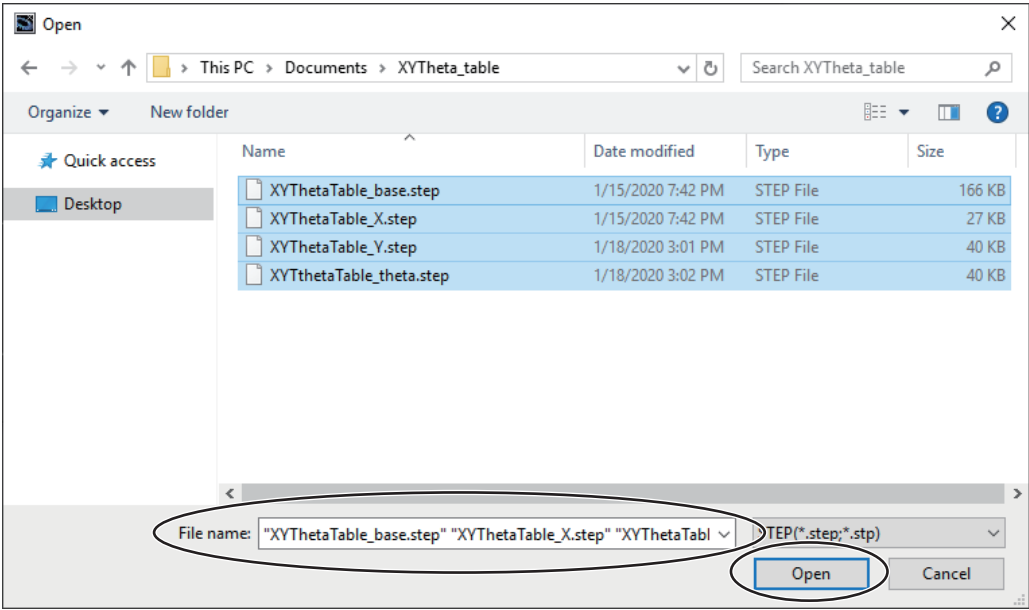 Open
This PC > Documents > XYTheta_table
Search XYTheta_table
Organize
New folder
?
Quick access
Desktop
Name Date modified Type Size
XYThetaTable_base.step 1/15/2020 7:42 PM STEP File 166 KB
XYThetaTable_X.step 1/15/2020 7:42 PM STEP File 27 KB
XYThetaTable_Y.step 1/18/2020 3:01 PM STEP File 40 KB
XYTthetaTable_theta.step 1/18/2020 3:02 PM STEP File 40 KB
File name: "XYThetaTable_base.step" "XYThetaTable_X.step" "XYThetaTabl
STEP(*.step;*.stp)
Open Cancel